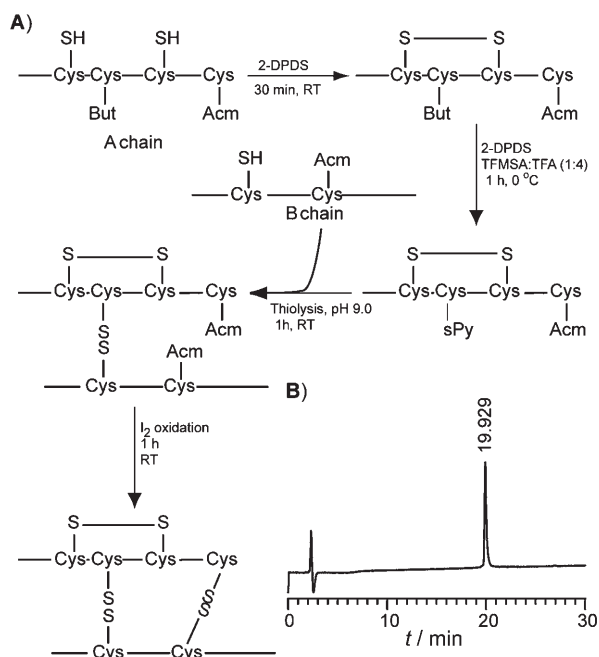 A)
SH SH
Cys Cys Cys Cys
But Acm
A chain
2-DPDS
30 min, RT
S S
Cys Cys Cys Cys
But Acm
2-DPDS
TFMSA:TFA (1:4)
1 h, 0 °C
SH Acm
Cys Cys
B chain
S S
Cys Cys Cys Cys
Acm
S
S
Acm
Cys Cys
Thiolysis, pH 9.0
1h, RT
S S
Cys Cys Cys Cys
sPy Acm
I2 oxidation
1 h
RT
S S
Cys Cys Cys Cys
S
S
S
S
Cys Cys
B)
19.929
0 10 20 30
t / min